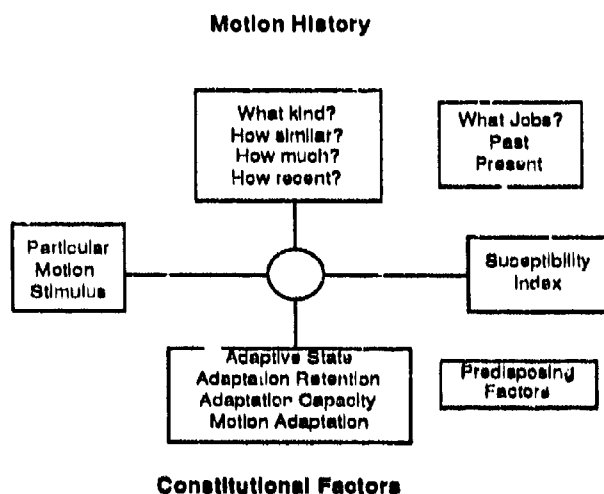 Motion History
What kind?
How similar?
How much?
How recent?
What Jobs?
Past
Present
Particular
Motion
Stimulus
Suceptibility
Index
Adaptive State
Adaptation Retention
Adaptation Capacity
Motion Adaptation
Predisposing
Factors
Constitutional Factors